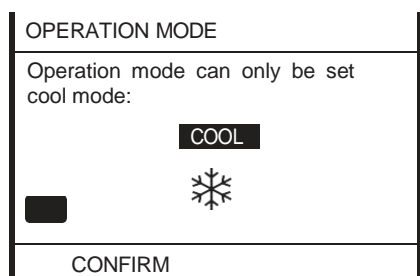 OPERATION MODE
Operation mode can only be set
cool mode:
COOL
CONFIRM